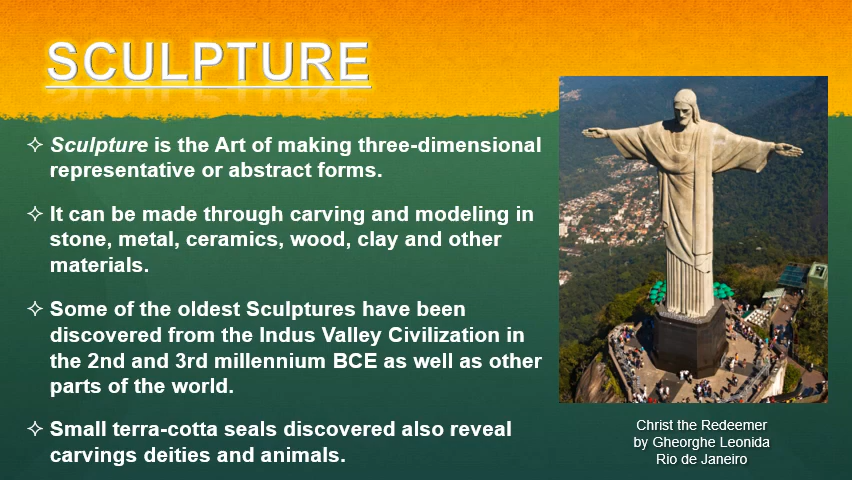 SCULPTURE
Sculpture is the Art of making three-dimensional
representative or abstract forms.
It can be made through carving and modeling in
stone, metal, ceramics, wood, clay and other
materials.
Some of the oldest Sculptures have been
discovered from the Indus Valley Civilization in
the 2nd and 3rd millennium BCE as well as other
parts of the world.
Small terra-cotta seals discovered also reveal
carvings deities and animals.
Christ the Redeemer
by Gheorghe Leonida
Rio de Janeiro